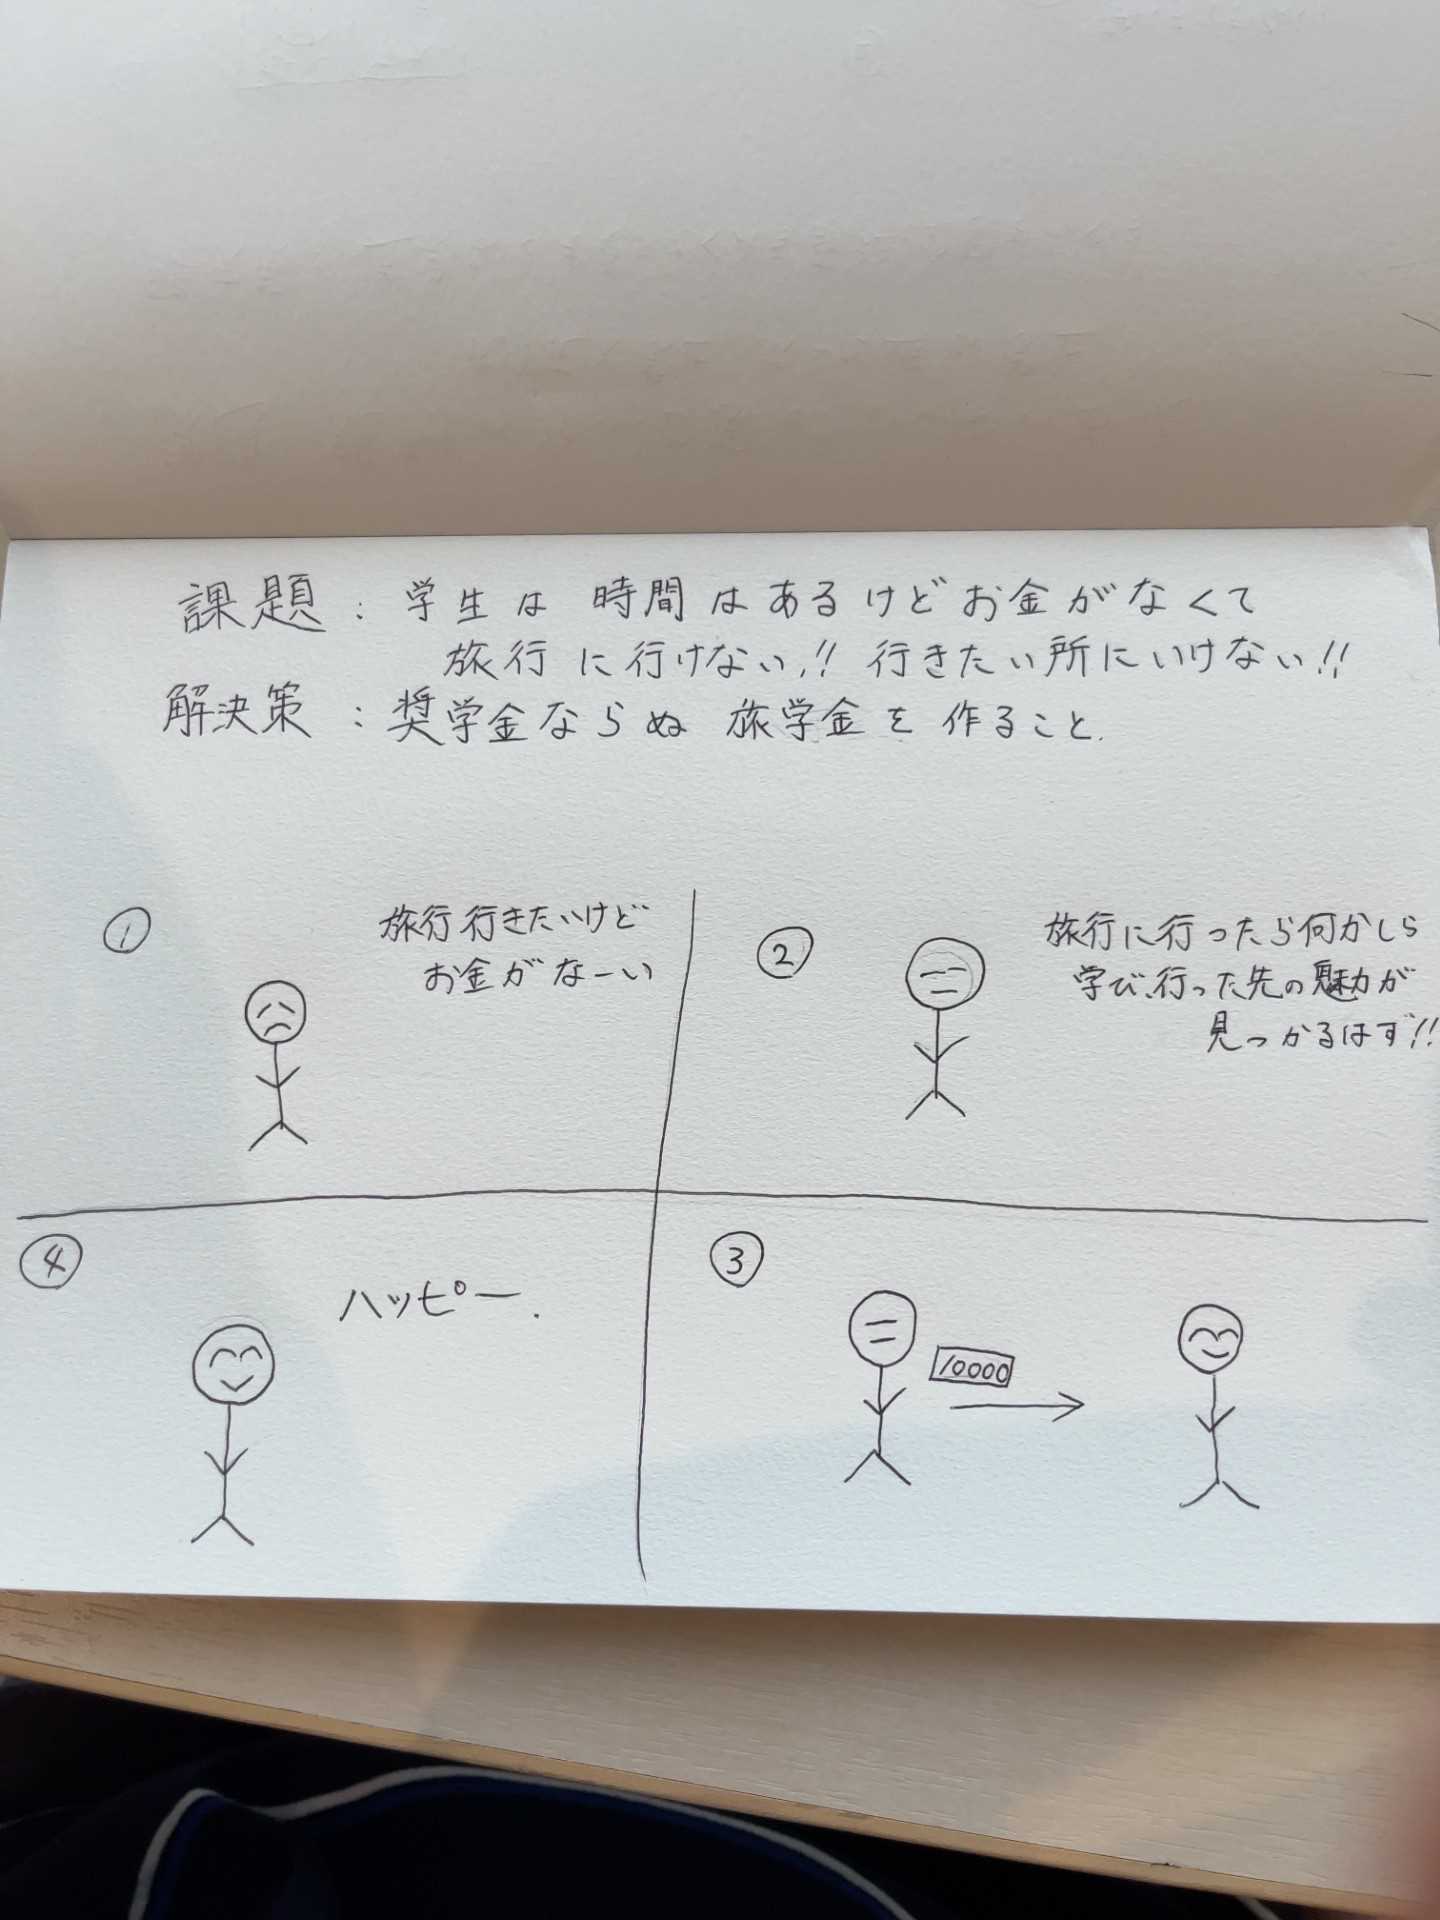 課題：学生は時間はあるけどお金がなくて
旅行に行けない!! 行きたい所にいけない!!
解決策：奨学金ならぬ旅学金を作ること.
①
旅行行きたいけど
お金がなーい
②
旅行に行ったら何かしら
学び、行った先の魅力が
見つかるはず!!
③
10000
④
ハッピー.